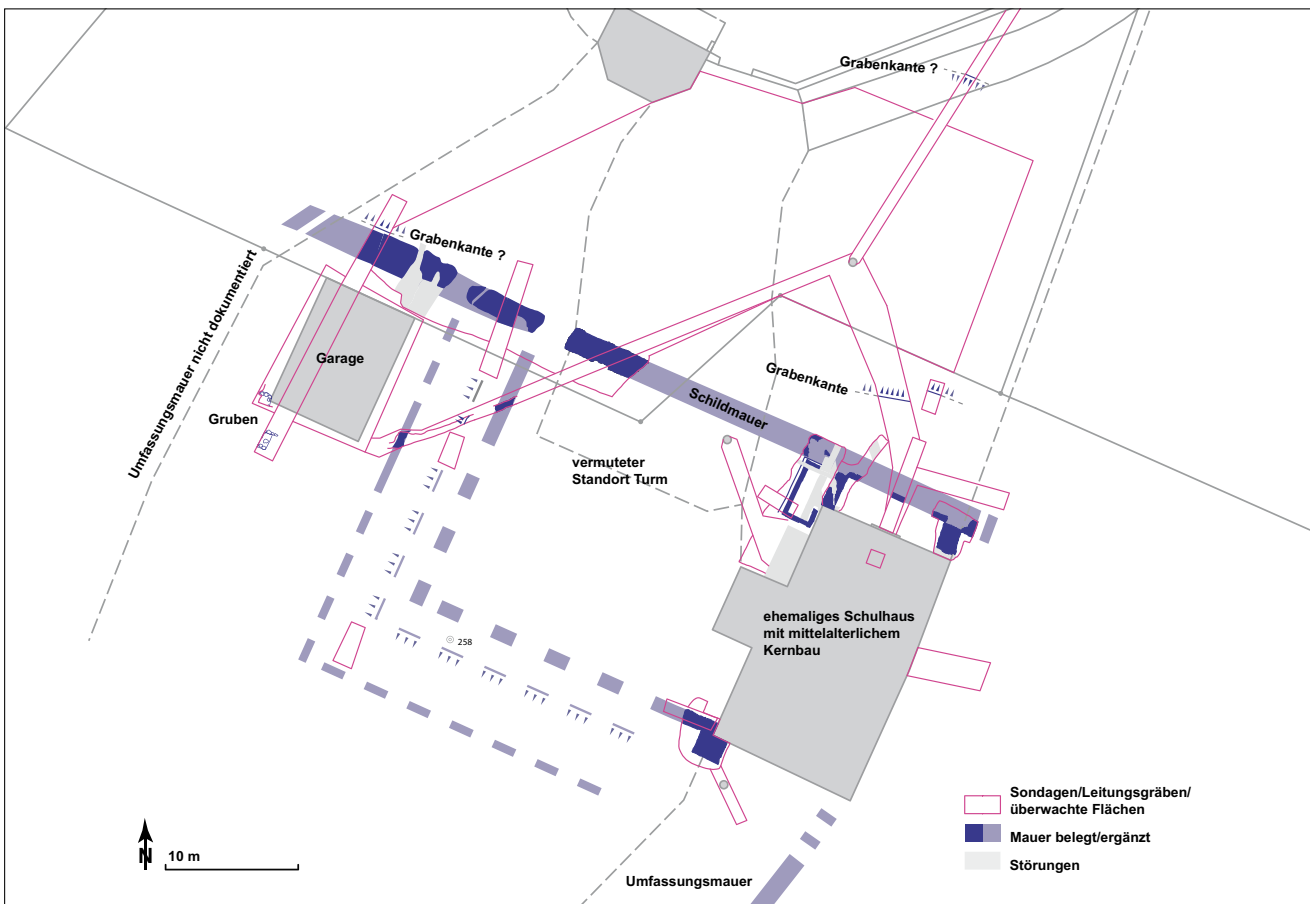 Grabenkante ?
Grabenkante ?
Umfassungsmauer nicht dokumentiert
Garage
Gruben
Grabenkante
Schildmauer
vermuteter
Standort Turm
ehemaliges Schulhaus
mit mittelalterlichem
Kernbau
258
Sondagen/Leitungsgräben/
überwachte Flächen
Mauer belegt/ergänzt
Störungen
N
10 m
Umfassungsmauer